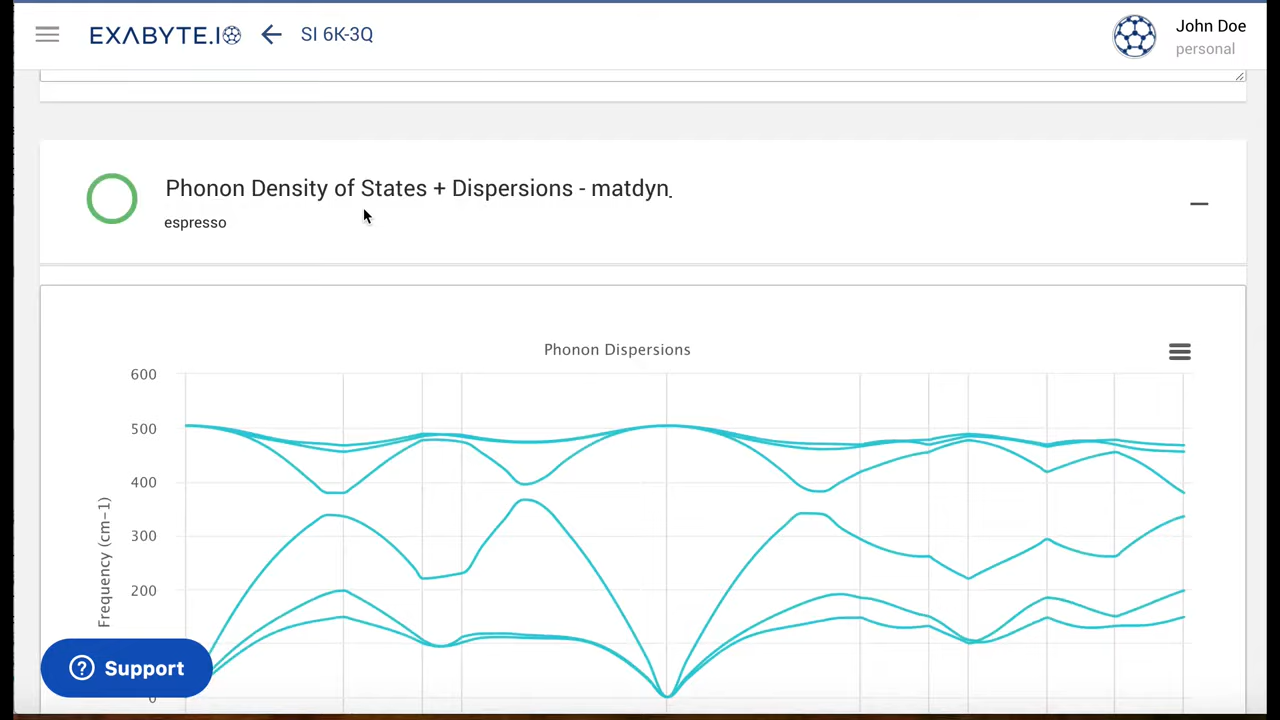 EXABYTE.IO
SI 6K-3Q
John Doe
personal
Phonon Density of States + Dispersions - matdyn.
espresso
Phonon Dispersions
600
500
400
300
200
0
Frequency (cm-1)
Support